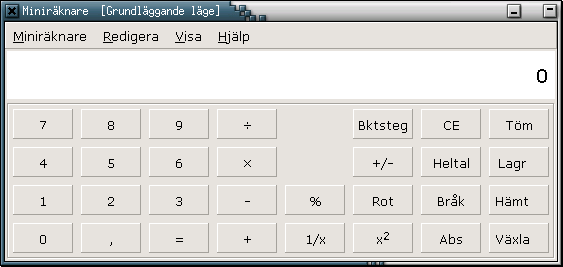 Miniräknare [Grundläggande läge]
Miniräknare Redigera Visa Hjälp
0
7 8 9 ÷ Bktsteg CE Töm
4 5 6 × +/- Heltal Lagr
1 2 3 - % Rot Bråk Hämt
0 , = + 1/x x² Abs Växla